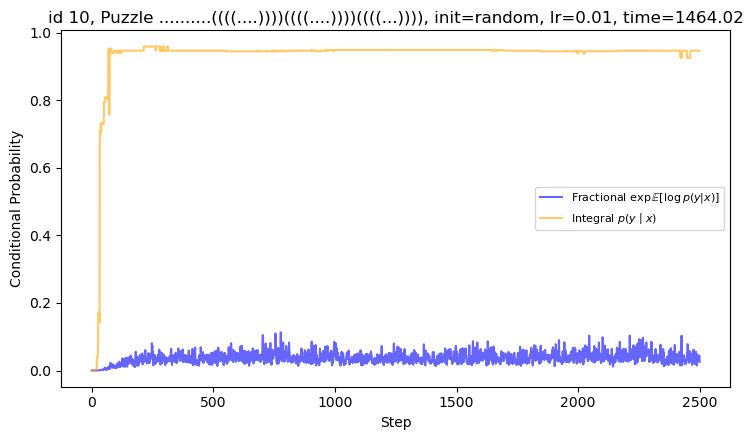 id 10, Puzzle ..........((((....))))((((....))))((((...)))), init=random, lr=0.01, time=1464.02
1.0
0.8
0.6
0.4
0.2
0.0
Conditional Probability
Fractional exp𝔼[log p(y|x)]
Integral p(y | x)
0
500
1000
1500
2000
2500
Step